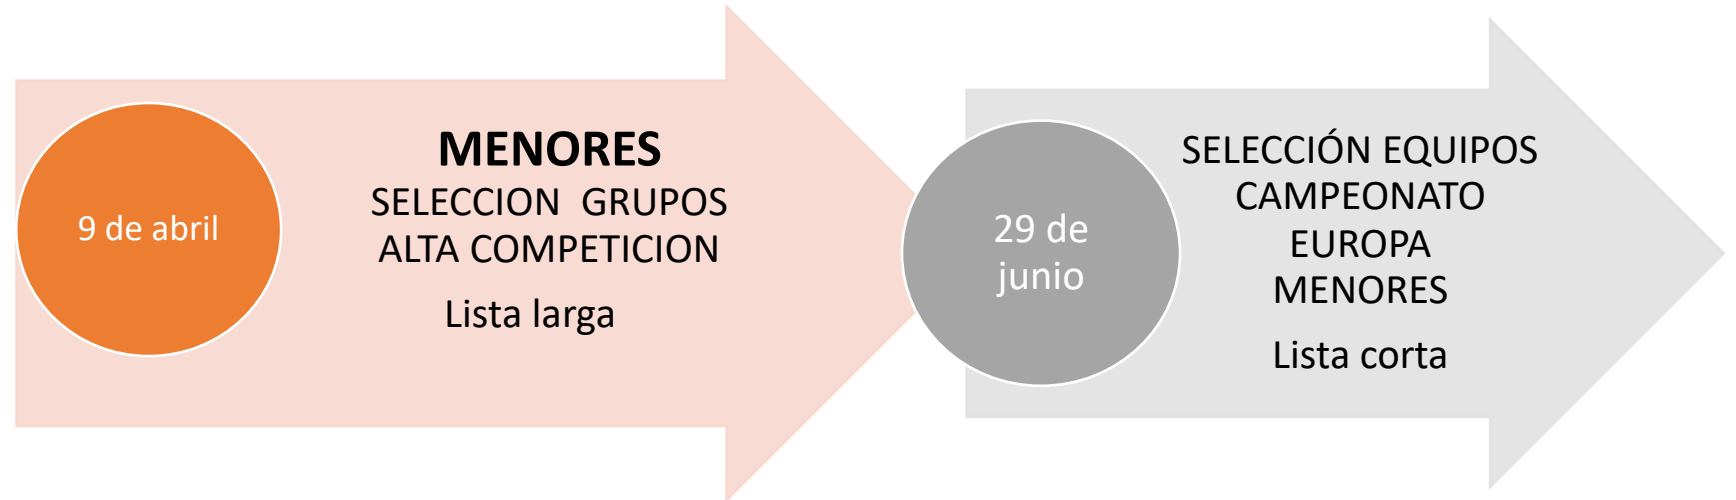 9 de abril
MENORES
SELECCION  GRUPOS
ALTA COMPETICION
Lista larga
29 de
junio
SELECCIÓN EQUIPOS
CAMPEONATO
EUROPA
MENORES
Lista corta